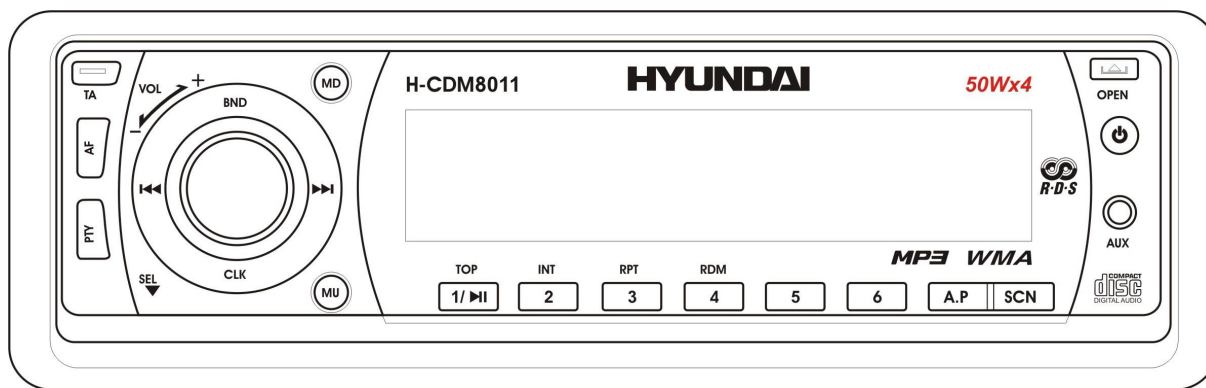 H-CDM8011 HYUNDAI 50Wx4
TA
VOL
+
−
BND
MD
OPEN
AF
R·D·S
PTY
AUX
SEL
CLK
MU
MP3 WMA
TOP INT RPT RDM
1/ 2 3 4 5 6 A.P SCN
COMPACT
disc
DIGITAL AUDIO